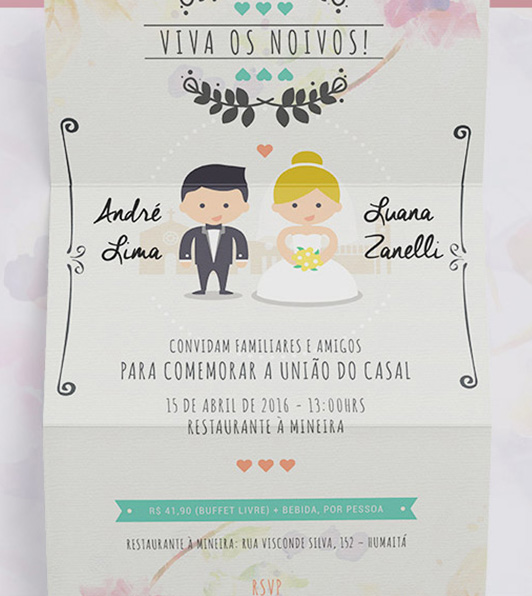 VIVA OS NOIVOS!
André
Lima
Luana
Zanelli
CONVIDAM FAMILIARES E AMIGOS
PARA COMEMORAR A UNIÃO DO CASAL
15 DE ABRIL DE 2016 - 13:00HRS
RESTAURANTE À MINEIRA
R$ 41,90 (BUFFET LIVRE) + BEBIDA, POR PESSOA
RESTAURANTE À MINEIRA: RUA VISCONDE SILVA, 152 - HUMAITÁ
RSVP